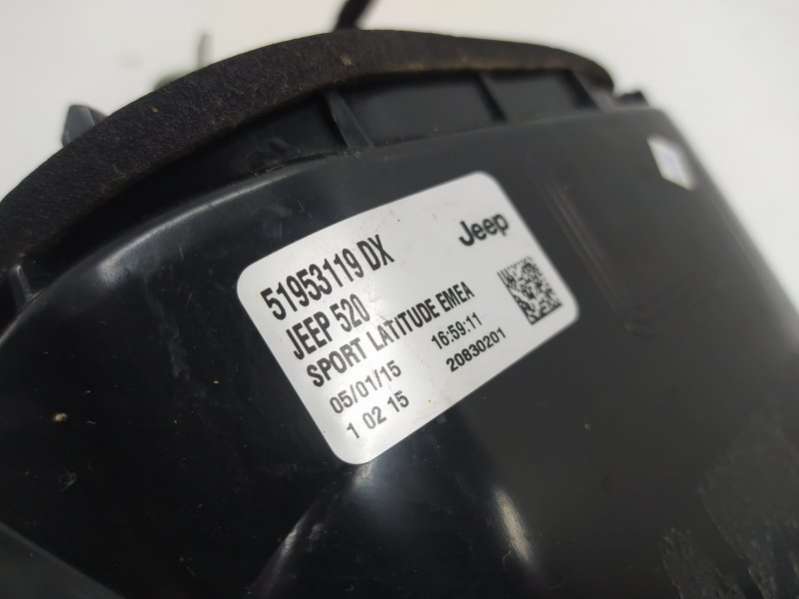 51953119 DX Jeep
JEEP 520
SPORT LATITUDE EMEA
05/01/15 16:59:11
1 02 15 20830201